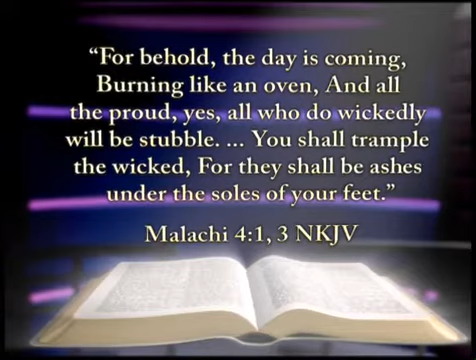 “For behold, the day is coming,
Burning like an oven, And all
the proud, yes, all who do wickedly
will be stubble. ... You shall trample
the wicked, For they shall be ashes
under the soles of your feet.”
Malachi 4:1, 3 NKJV